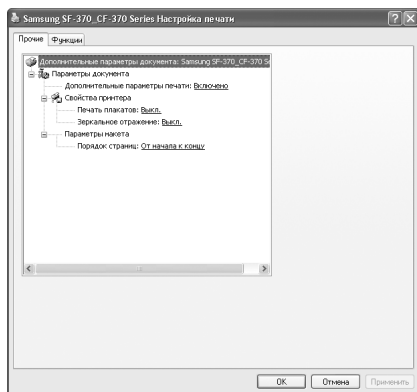 Samsung SF-370_CF-370 Series Настройка печати
Прочие Функции
Дополнительные параметры документа: Samsung SF-370_CF-370 Se
Параметры документа
Дополнительные параметры печати: Включено
Свойства принтера
Печать плакатов: Выкл.
Зеркальное отражение: Выкл.
Параметры макета
Порядок страниц: От начала к концу
OK Отмена Применить